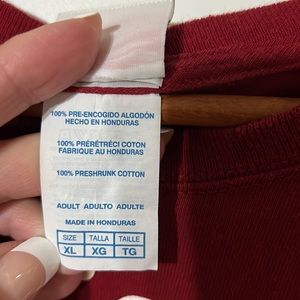 100% PRE-ENCOGIDO ALGODÓN
HECHO EN HONDURAS
100% PRÉRÉTRÉCI COTON
FABRIQUE AU HONDURAS
100% PRESHRUNK COTTON
ADULT ADULTO ADULTE
MADE IN HONDURAS
SIZE TALLA TAILLE
XL XG TG